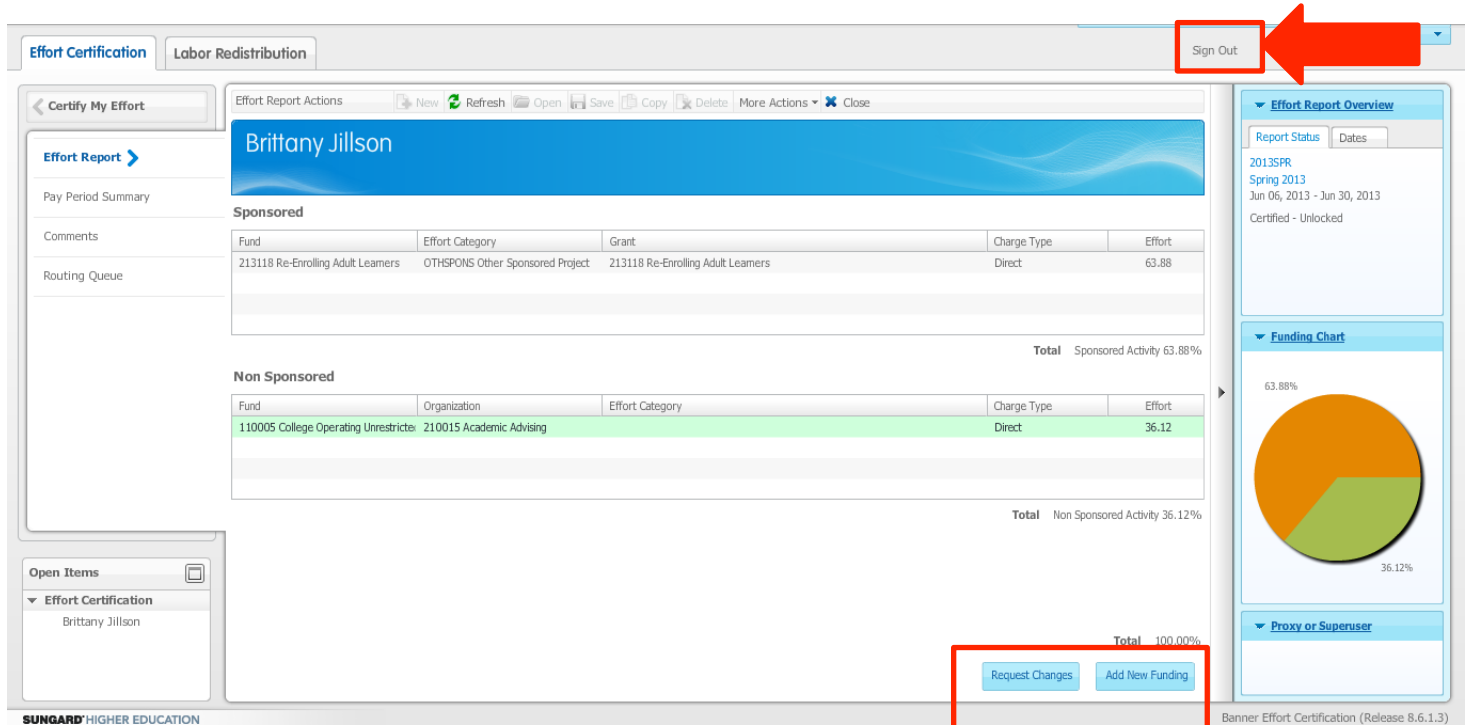 Effort Certification
Labor Redistribution
Sign Out
Certify My Effort
Effort Report
Pay Period Summary
Comments
Routing Queue
Open Items
Effort Certification
Brittany Jillson
Effort Report Actions New Refresh Open Save Copy Delete More Actions Close
Brittany Jillson
Sponsored
Fund Effort Category Grant Charge Type Effort
213118 Re-Enrolling Adult Learners OTHSPONS Other Sponsored Project 213118 Re-Enrolling Adult Learners Direct 63.88
Total Sponsored Activity 63.88%
Non Sponsored
Fund Organization Effort Category Charge Type Effort
110005 College Operating Unrestricted 210015 Academic Advising Direct 36.12
Total Non Sponsored Activity 36.12%
Total 100.00%
Request Changes Add New Funding
Effort Report Overview
Report Status Dates
2013SPR
Spring 2013
Jun 06, 2013 - Jun 30, 2013
Certified - Unlocked
Funding Chart
63.88%
36.12%
Proxy or Superuser
SUNGARD HIGHER EDUCATION
Banner Effort Certification (Release 8.6.1.3)